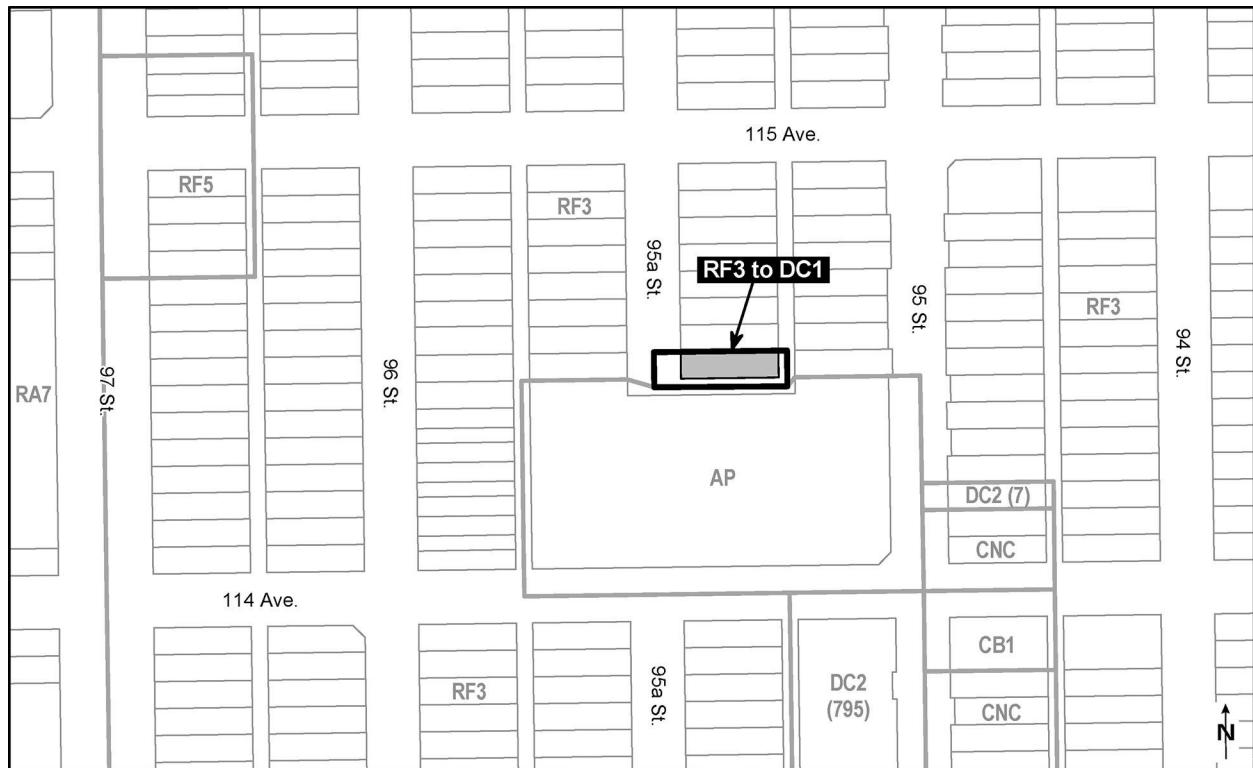 115 Ave.
RF5
RF3
95a St.
RF3 to DC1
95 St.
RF3
94 St.
RA7
97 St.
96 St.
AP
DC2 (7)
CNC
114 Ave.
CB1
RF3
95a St.
DC2
(795)
CNC
N